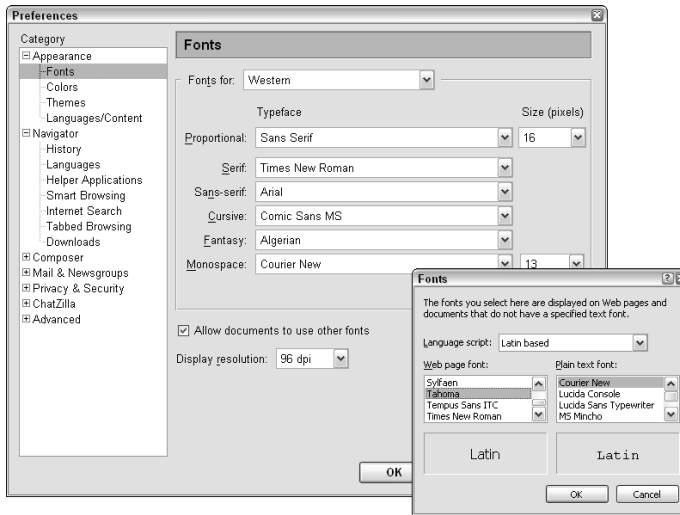 Preferences
Category
Appearance
Fonts
Colors
Themes
Languages/Content
Navigator
History
Languages
Helper Applications
Smart Browsing
Internet Search
Tabbed Browsing
Downloads
Composer
Mail & Newsgroups
Privacy & Security
ChatZilla
Advanced
Fonts
Fonts for: Western
Typeface Size (pixels)
Proportional: Sans Serif 16
Serif: Times New Roman
Sans-serif: Arial
Cursive: Comic Sans MS
Fantasy: Algerian
Monospace: Courier New 13
Allow documents to use other fonts
Display resolution: 96 dpi
OK
Fonts
The fonts you select here are displayed on Web pages and
documents that do not have a specified text font.
Language script: Latin based
Web page font: Plain text font:
Sylfaen Courier New
Tahoma Lucida Console
Tempus Sans ITC Lucida Sans Typewriter
Times New Roman MS Mincho
Latin Latin
OK Cancel